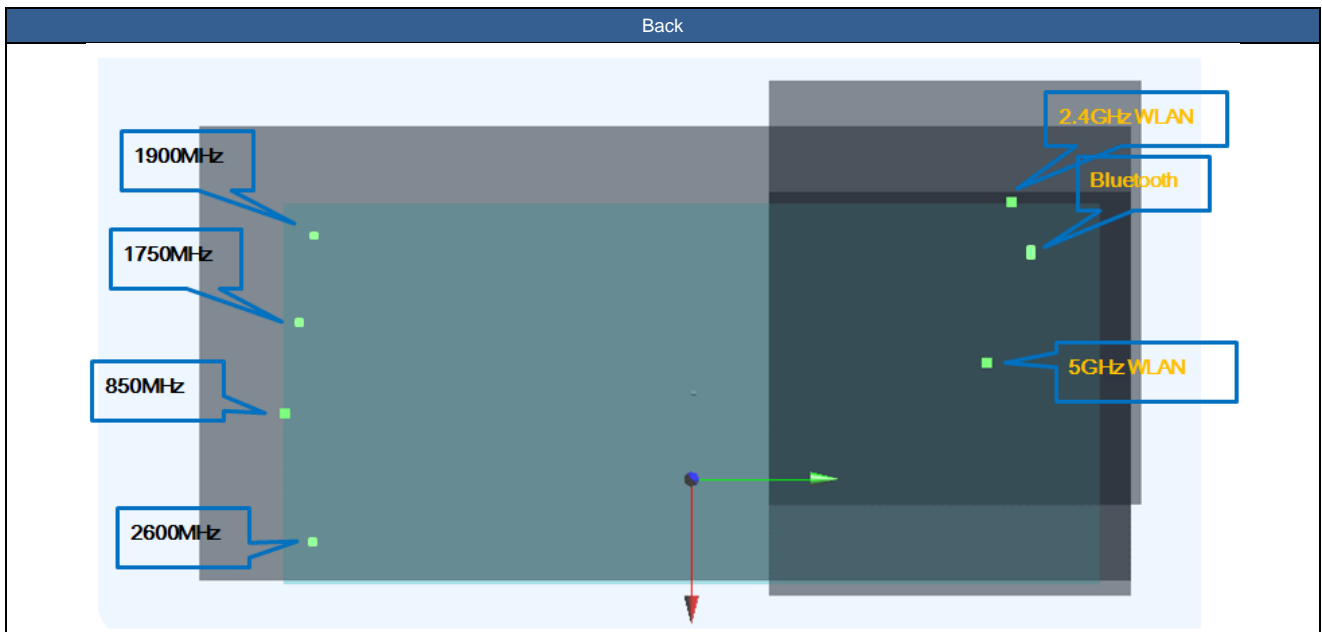 Back
2.4GHz WLAN
1900MHz
Bluetooth
1750MHz
5GHz WLAN
850MHz
2600MHz